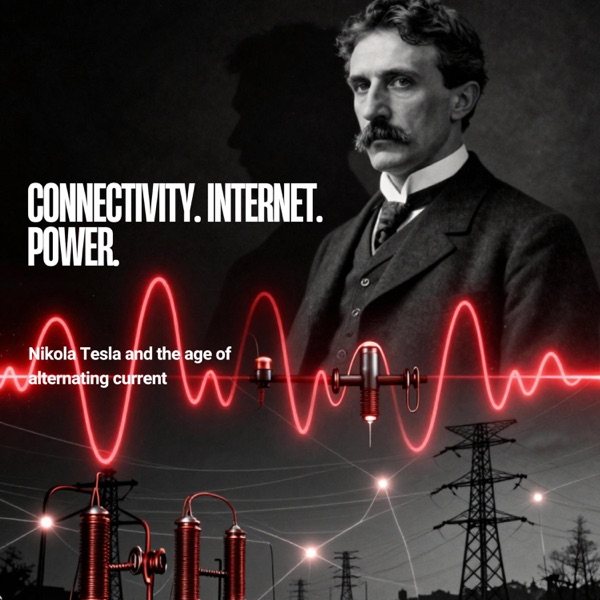 CONNECTIVITY. INTERNET.
POWER.
Nikola Tesla and the age of
alternating current